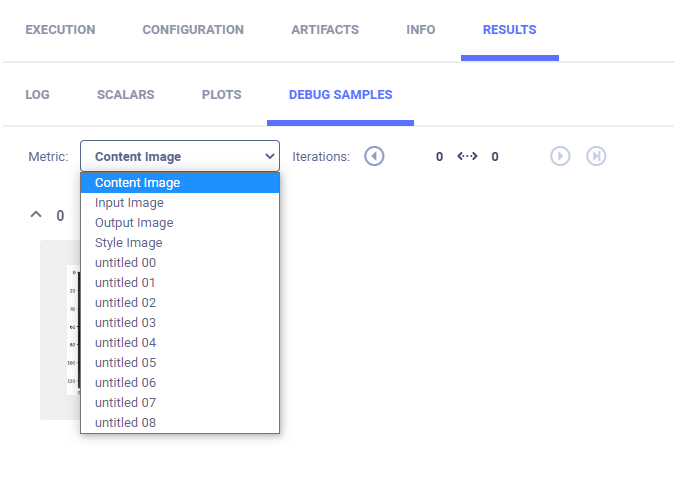 EXECUTION CONFIGURATION ARTIFACTS INFO RESULTS
LOG SCALARS PLOTS DEBUG SAMPLES
Metric: Content Image Iterations: 0 0
Content Image
Input Image
0 Output Image
Style Image
untitled 00
untitled 01
untitled 02
untitled 03
untitled 04
untitled 05
untitled 06
untitled 07
untitled 08
0
20
40
60
80
100
120